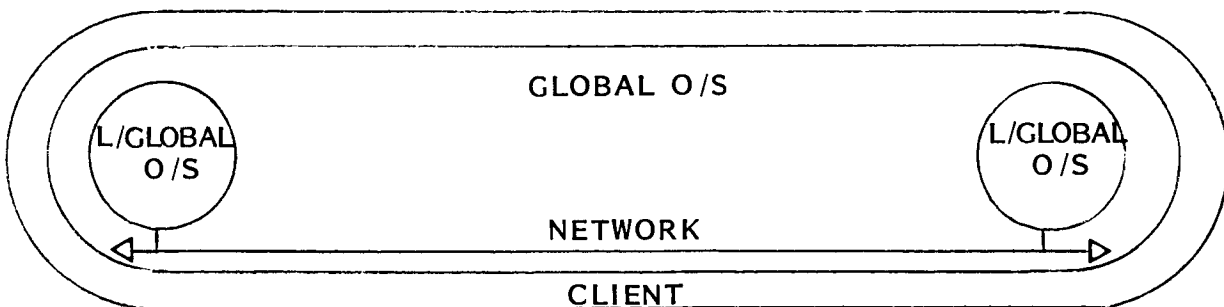 GLOBAL O/S
L/GLOBAL
O/S
L/GLOBAL
O/S
NETWORK
CLIENT